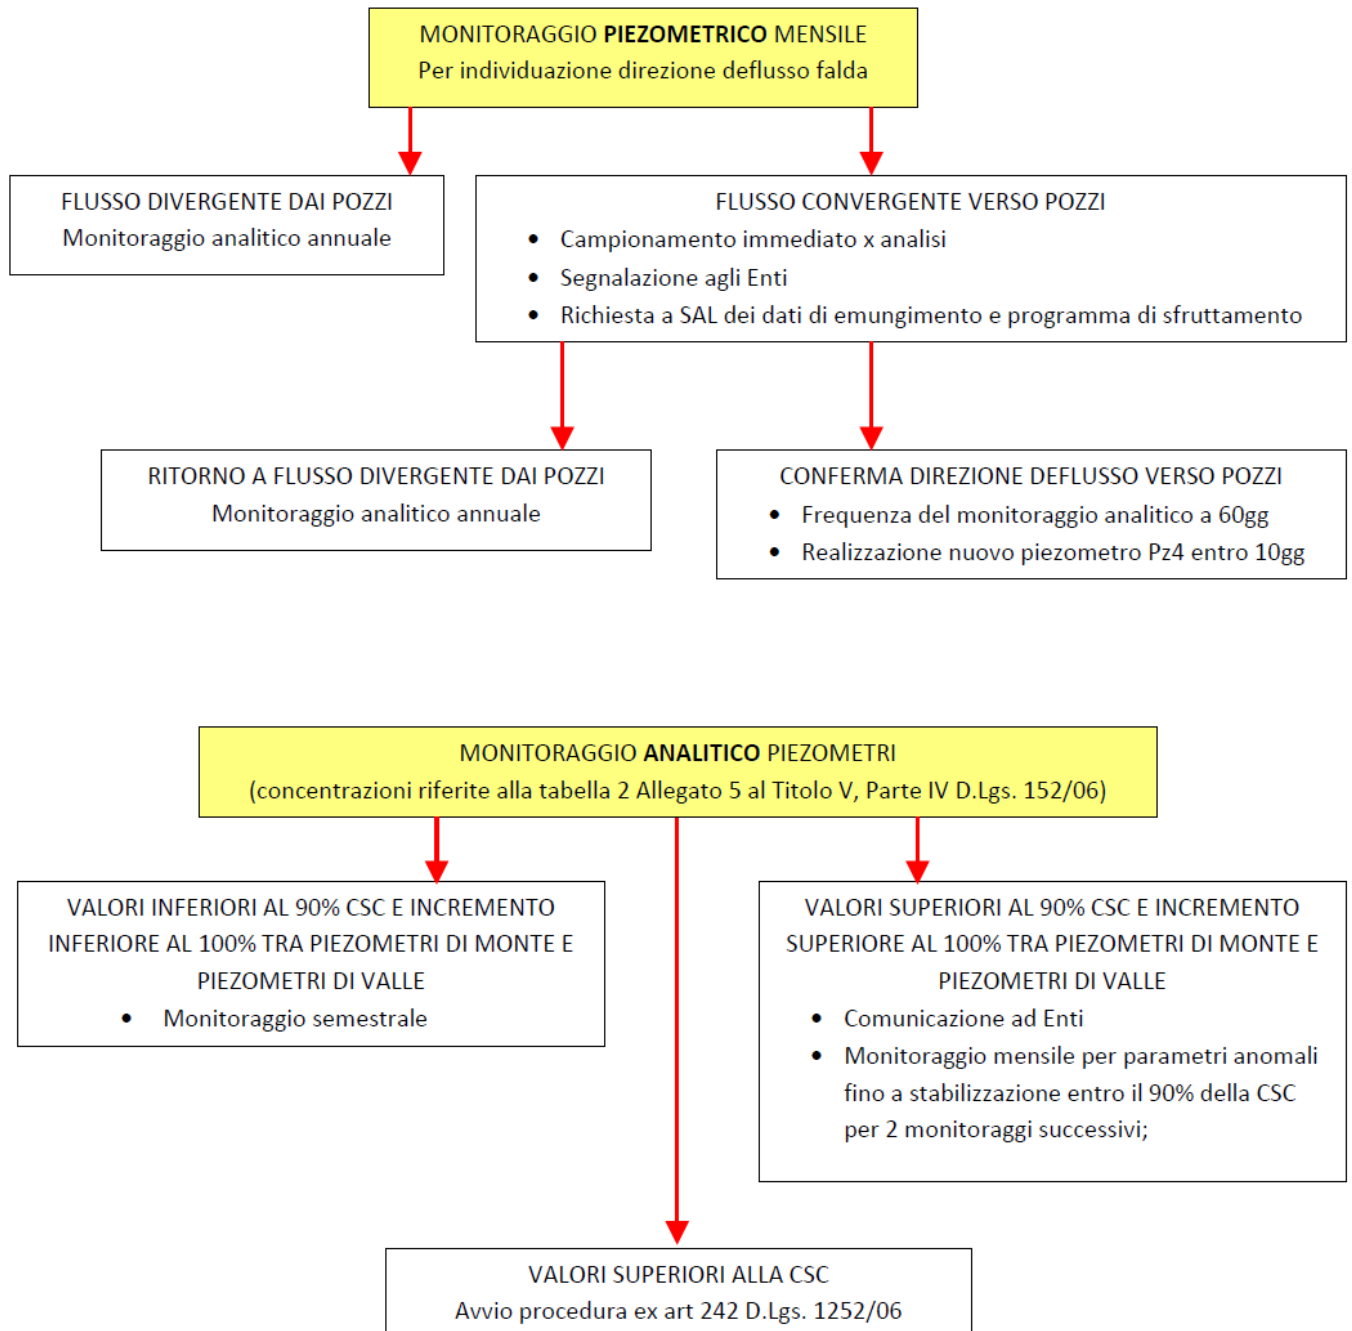 MONITORAGGIO PIEZOMETRICO MENSILE
Per individuazione direzione deflusso falda
FLUSSO DIVERGENTE DAI POZZI
Monitoraggio analitico annuale
FLUSSO CONVERGENTE VERSO POZZI
• Campionamento immediato x analisi
• Segnalazione agli Enti
• Richiesta a SAL dei dati di emungimento e programma di sfruttamento
RITORNO A FLUSSO DIVERGENTE DAI POZZI
Monitoraggio analitico annuale
CONFERMA DIREZIONE DEFLUSSO VERSO POZZI
• Frequenza del monitoraggio analitico a 60gg
• Realizzazione nuovo piezometro Pz4 entro 10gg
MONITORAGGIO ANALITICO PIEZOMETRI
(concentrazioni riferite alla tabella 2 Allegato 5 al Titolo V, Parte IV D.Lgs. 152/06)
VALORI INFERIORI AL 90% CSC E INCREMENTO
INFERIORE AL 100% TRA PIEZOMETRI DI MONTE E
PIEZOMETRI DI VALLE
• Monitoraggio semestrale
VALORI SUPERIORI AL 90% CSC E INCREMENTO
SUPERIORE AL 100% TRA PIEZOMETRI DI MONTE E
PIEZOMETRI DI VALLE
• Comunicazione ad Enti
• Monitoraggio mensile per parametri anomali
fino a stabilizzazione entro il 90% della CSC
per 2 monitoraggi successivi;
VALORI SUPERIORI ALLA CSC
Avvio procedura ex art 242 D.Lgs. 1252/06